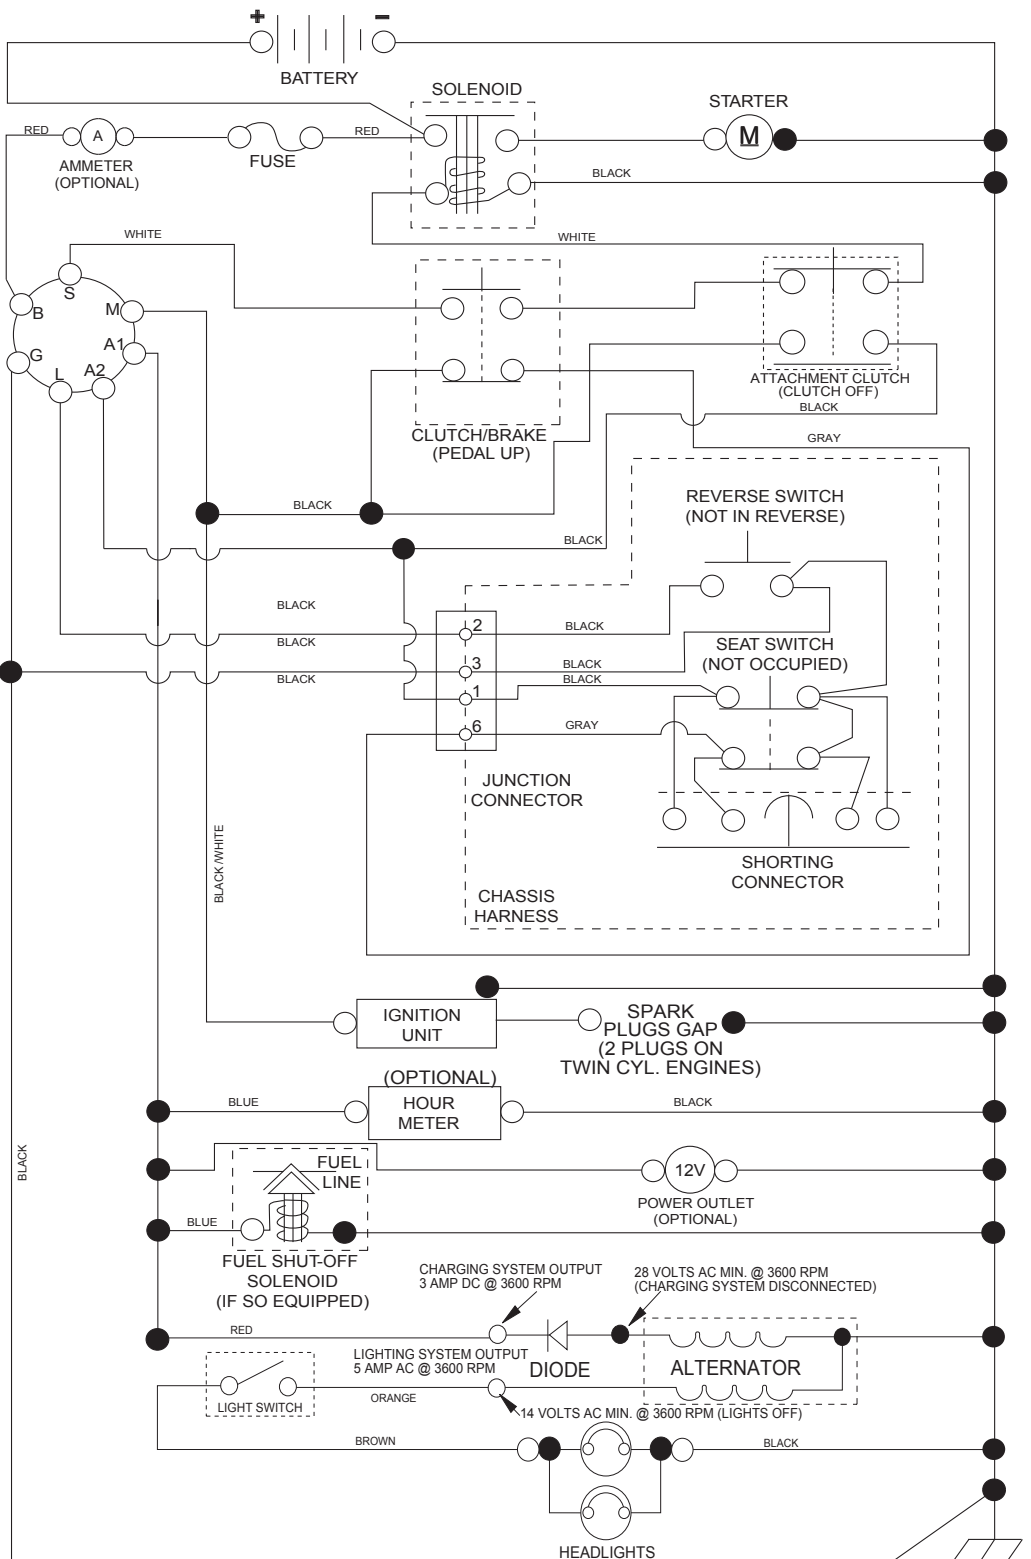 + −
BATTERY
SOLENOID
STARTER
RED
A
RED
M
AMMETER
(OPTIONAL)
FUSE
BLACK
WHITE
WHITE
S
B
M
G
A1
L
A2
ATTACHMENT CLUTCH
(CLUTCH OFF)
BLACK
CLUTCH/BRAKE
(PEDAL UP)
GRAY
REVERSE SWITCH
(NOT IN REVERSE)
BLACK
BLACK
BLACK
2
BLACK
BLACK
SEAT SWITCH
(NOT OCCUPIED)
3
BLACK
BLACK
BLACK
1
6
GRAY
JUNCTION
CONNECTOR
BLACK/WHITE
SHORTING
CONNECTOR
CHASSIS
HARNESS
IGNITION
UNIT
SPARK
PLUGS GAP
(2 PLUGS ON
TWIN CYL. ENGINES)
(OPTIONAL)
BLUE
HOUR
METER
BLACK
BLACK
FUEL
LINE
12V
POWER OUTLET
(OPTIONAL)
BLUE
FUEL SHUT-OFF
SOLENOID
(IF SO EQUIPPED)
CHARGING SYSTEM OUTPUT
3 AMP DC @ 3600 RPM
28 VOLTS AC MIN. @ 3600 RPM
(CHARGING SYSTEM DISCONNECTED)
RED
LIGHTING SYSTEM OUTPUT
5 AMP AC @ 3600 RPM
DIODE
ALTERNATOR
LIGHT SWITCH
ORANGE
14 VOLTS AC MIN. @ 3600 RPM (LIGHTS OFF)
BROWN
BLACK
HEADLIGHTS